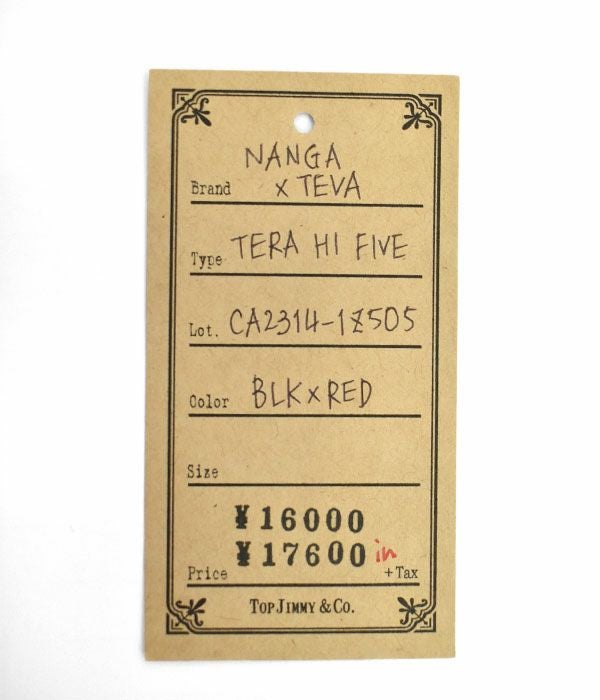 NANGA
Brand × TEVA
Type TERA HI FIVE
Lot. CA2314-1Z505
Color BLK×RED
Size
¥16000
¥17600 in
Price +Tax
TOP JIMMY & CO.